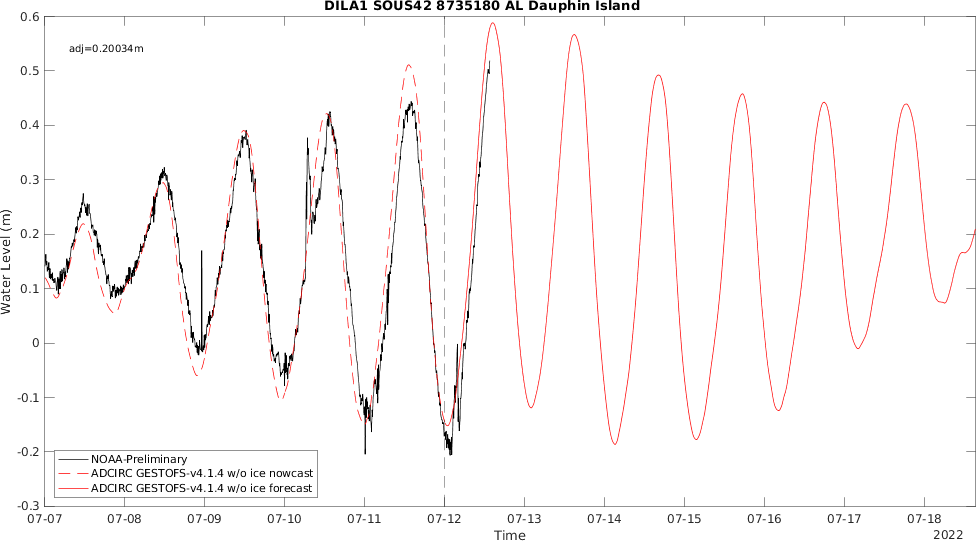 DILA1 SOUS42 8735180 AL Dauphin Island
adj=0.20034m
Water Level (m)
0.6
0.5
0.4
0.3
0.2
0.1
0
-0.1
-0.2
-0.3
NOAA-Preliminary
ADCIRC GESTOFS-v4.1.4 w/o ice nowcast
ADCIRC GESTOFS-v4.1.4 w/o ice forecast
07-07 07-08 07-09 07-10 07-11 07-12 07-13 07-14 07-15 07-16 07-17 07-18
Time
2022